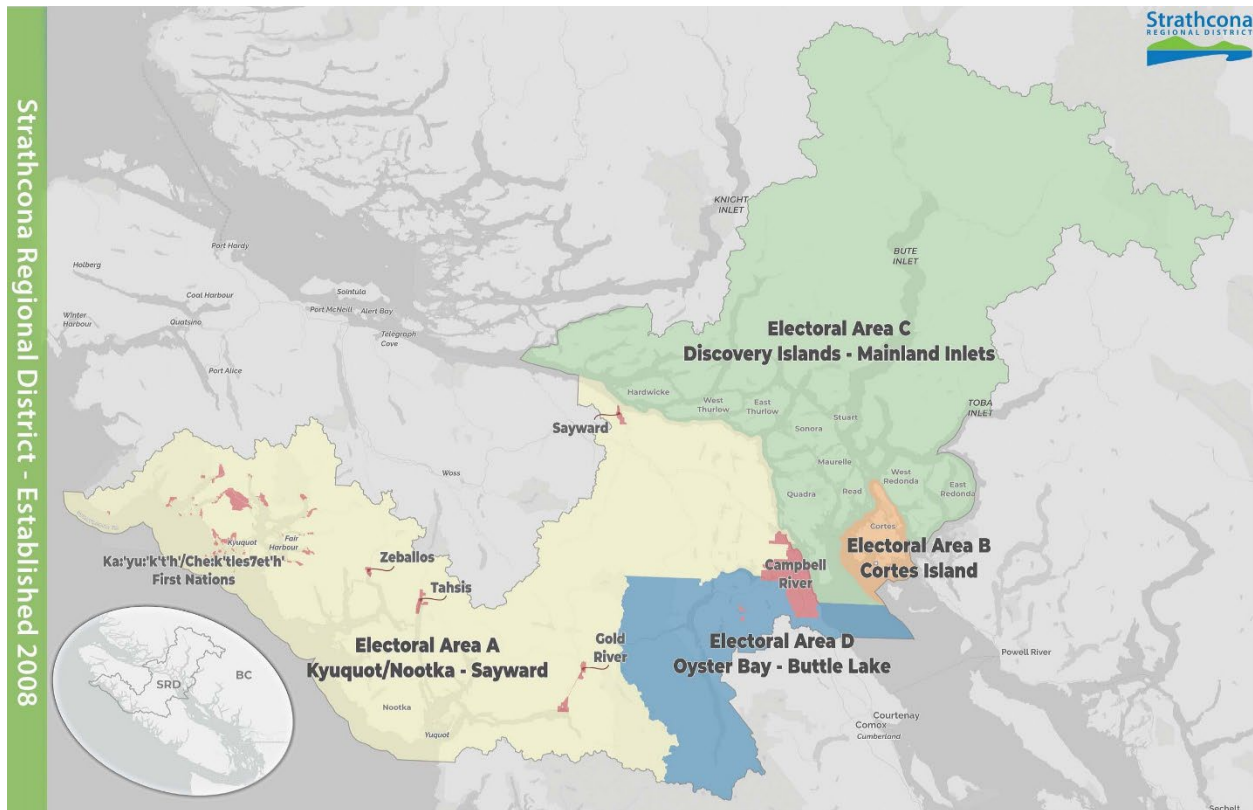 Strathcona Regional District - Established 2008
Strathcona
REGIONAL DISTRICT
KNIGHT
INLET
BUTE
INLET
Port Hardy
Holberg
Coal Harbour
Sointula
Port McNeill
Alert Bay
Winter
Harbour
Quatsino
Telegraph
Cove
Port Alice
Electoral Area C
Discovery Islands - Mainland Inlets
TOBA
INLET
Hardwicke
West
Thurlow
East
Thurlow
Stuart
Sonora
Sayward
Woss
Maurelle
Quadra
Read
West
Redonda
East
Redonda
Cortes
Electoral Area B
Cortes Island
Kyuquot
Fair
Harbour
Ka:'yu:'k't'h'/Che:k'tles7et'h'
First Nations
Zeballos
Tahsis
Campbell
River
Electoral Area A
Kyuquot/Nootka - Sayward
Gold
River
Electoral Area D
Oyster Bay - Buttle Lake
Powell River
Nootka
Yuquot
Courtenay
Comox
Cumberland
Sechelt
SRD
BC